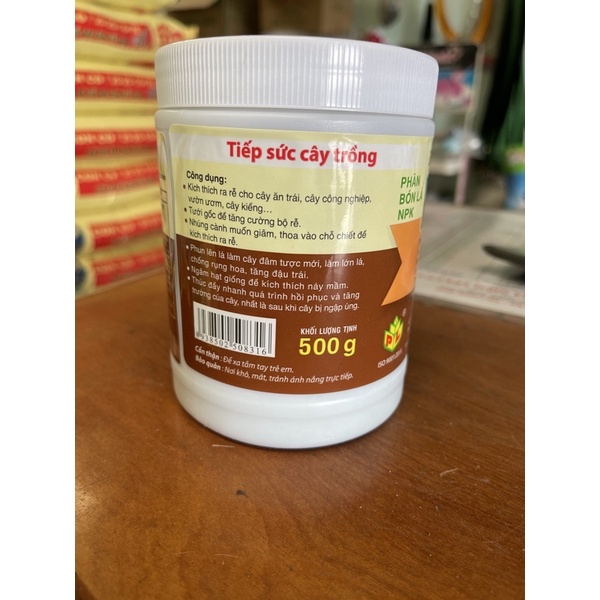 Tiếp sức cây trồng
Công dụng:
• Kích thích ra rễ cho cây ăn trái, cây công nghiệp,
vườn ươm, cây kiểng...
• Tưới gốc để tăng cường bộ rễ.
• Những cành muốn giâm, thoa vào chỗ chiết để
kích thích ra rễ.
• Phun lên lá làm cây đâm tược mới, làm lớn lá,
chống rụng hoa, tăng đậu trái.
• Ngâm hạt giống để kích thích nảy mầm.
• Thúc đẩy nhanh quá trình hồi phục và tăng
trưởng của cây, nhất là sau khi cây bị ngập úng.
8938502508316
KHỐI LƯỢNG TỊNH
500 g
Cẩn thận : Để xa tầm tay trẻ em.
Bảo quản : Nơi khô, mát, tránh ánh nắng trực tiếp.
PHÂN
BÓN LÁ
NPK